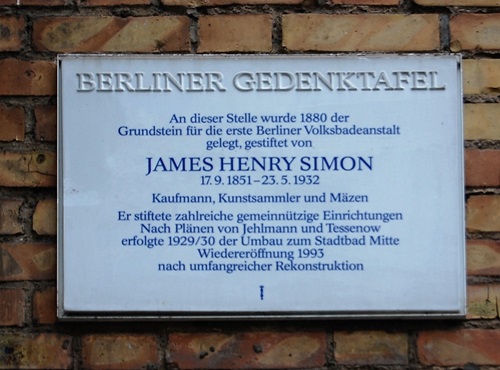 BERLINER GEDENKTAFEL
An dieser Stelle wurde 1880 der
Grundstein für die erste Berliner Volksbadeanstalt
gelegt, gestiftet von
JAMES HENRY SIMON
17. 9. 1851 – 23. 5. 1932
Kaufmann, Kunstsammler und Mäzen
Er stiftete zahlreiche gemeinnützige Einrichtungen
Nach Plänen von Jehlmann und Tessenow
erfolgte 1929/30 der Umbau zum Stadtbad Mitte
Wiedereröffnung 1993
nach umfangreicher Rekonstruktion